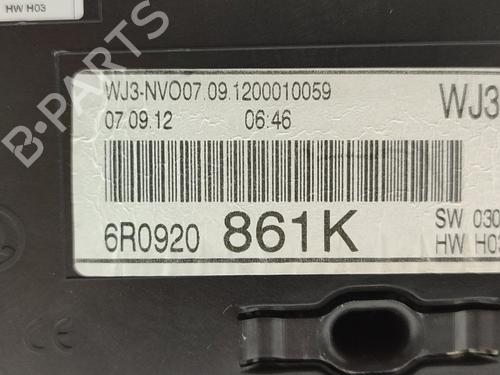 HW H03
WJ3-NVO07.09.1200010059
WJ3
07.09.12 06:46
6R0920 861K
SW 030
HW H03
B-PARTS
CE